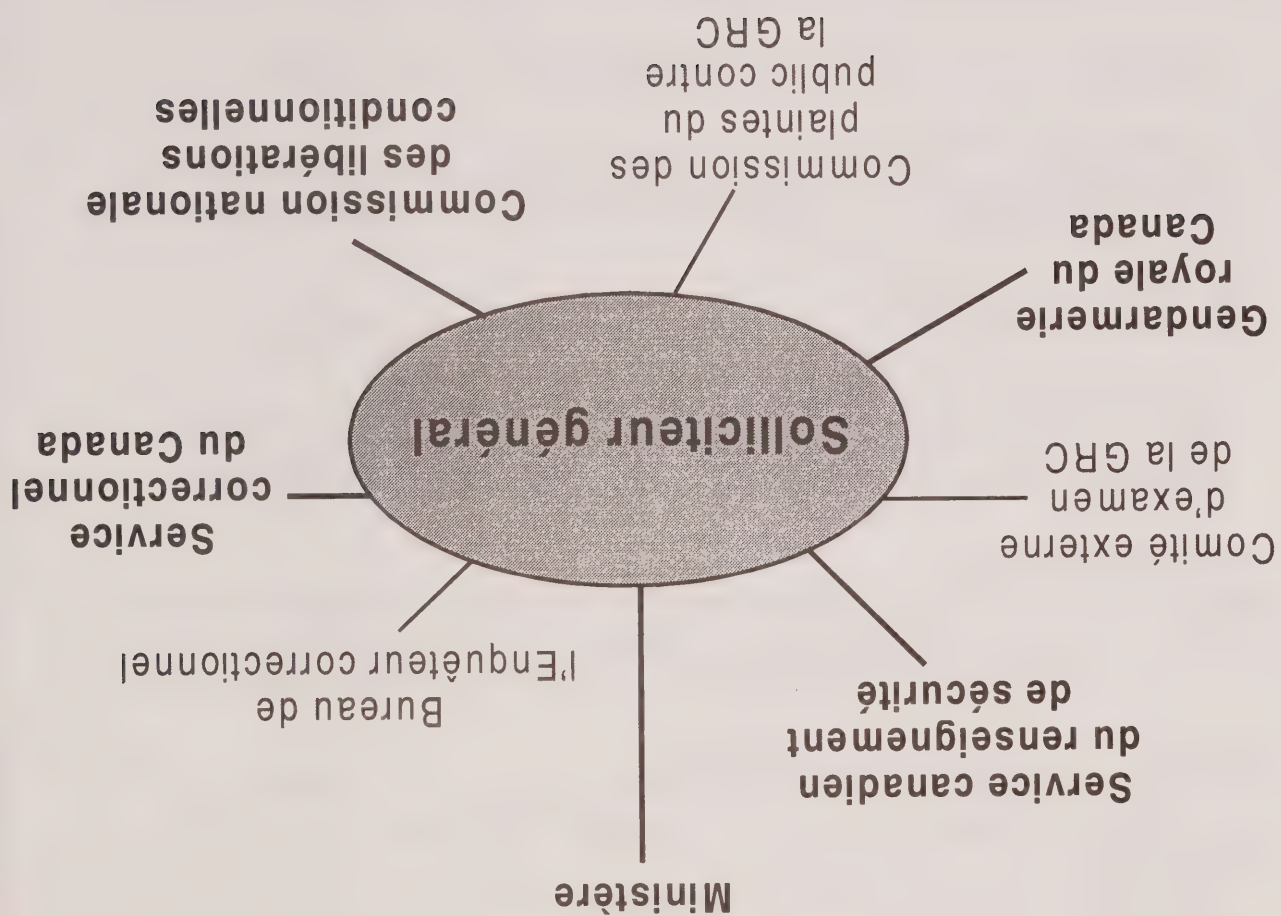 Ministère
Service canadien
du renseignement
de sécurité
Bureau de
l'Enquêteur correctionnel
Comité externe
d'examen
de la GRC
Service
correctionnel
du Canada
Solliciteur général
Gendarmerie
royale du
Canada
Commission nationale
des libérations
conditionnelles
Commission des
plaintes du
public contre
la GRC